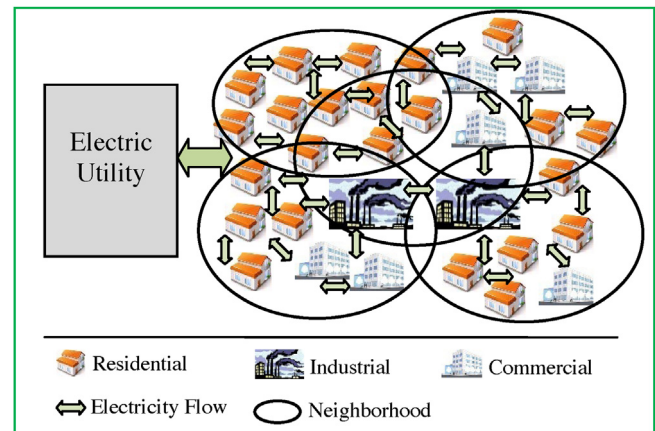 Electric
Utility
Residential
Industrial
Commercial
Electricity Flow
Neighborhood